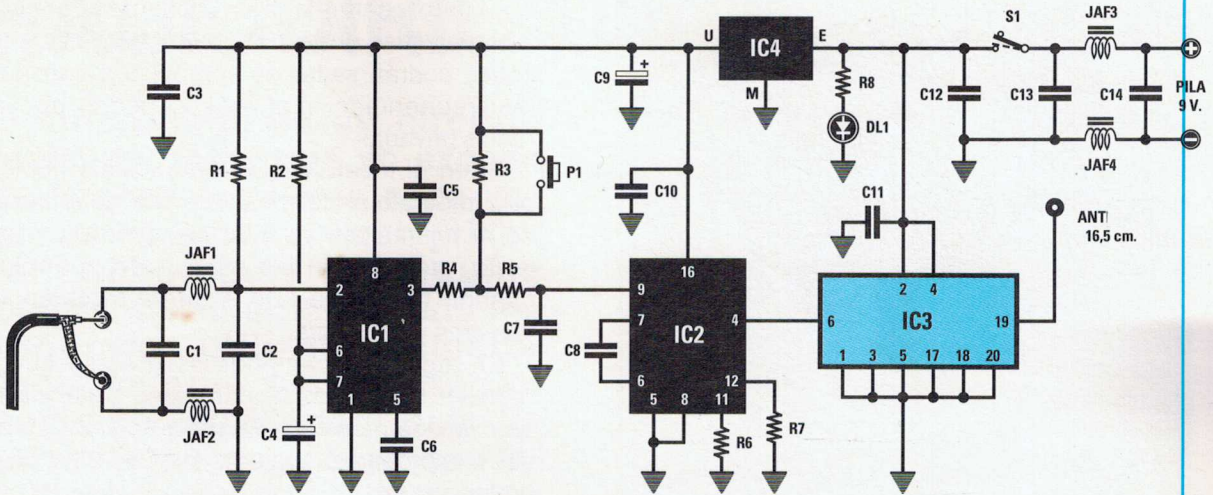 S1
JAF3
U
IC4
E
C9
+
R8
C12
C13
C14
PILA
9 V.
C3
M
DL1
R1
R2
R3
P1
JAF4
C5
C10
C11
ANT
16,5 cm.
JAF1
8
R4
R5
16
2
4
2
3
9
IC1
7
IC2
4
6
IC3
19
C1
C2
C7
C8
6
7
6
12
1
3
5
17
18
20
JAF2
1
5
5
8
11
C4
+
C6
R6
R7